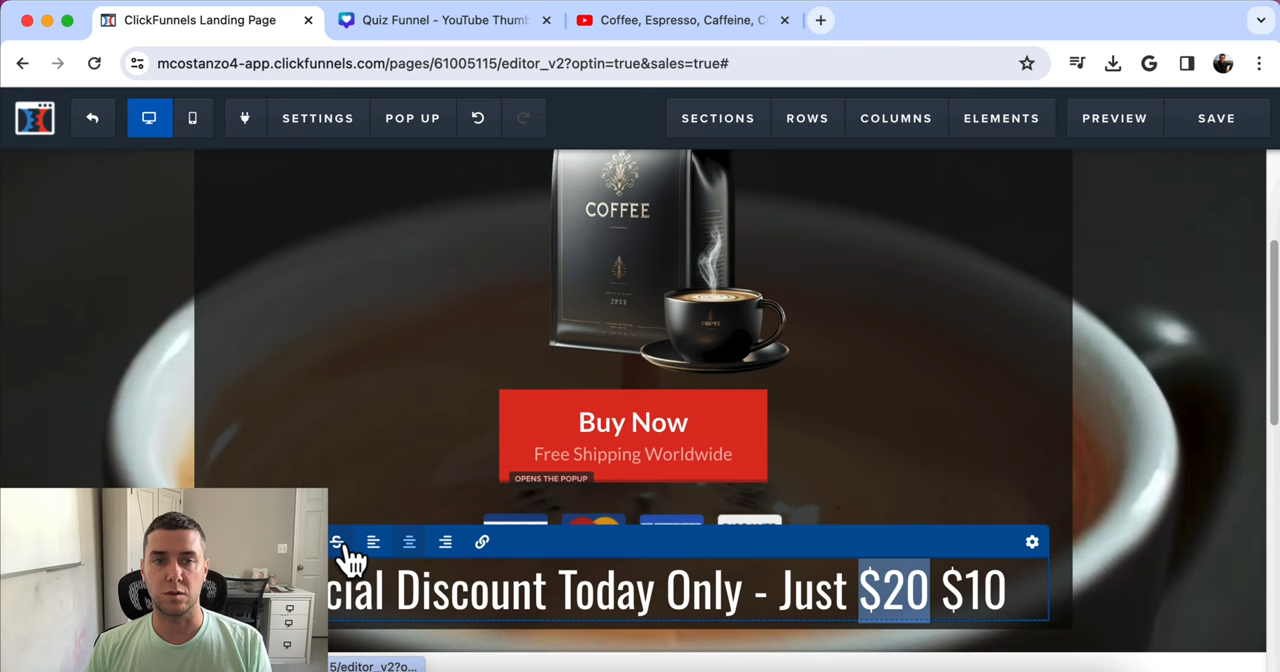 ClickFunnels Landing Page
Quiz Funnel - YouTube Thumb
Coffee, Espresso, Caffeine, C
mcostanzo4-app.clickfunnels.com/pages/61005115/editor_v2?optin=true&sales=true#
SETTINGS
POP UP
SECTIONS
ROWS
COLUMNS
ELEMENTS
PREVIEW
SAVE
COFFEE
Buy Now
Free Shipping Worldwide
OPENS THE POPUP
cial Discount Today Only - Just $20 $10
5/editor_v2?o...